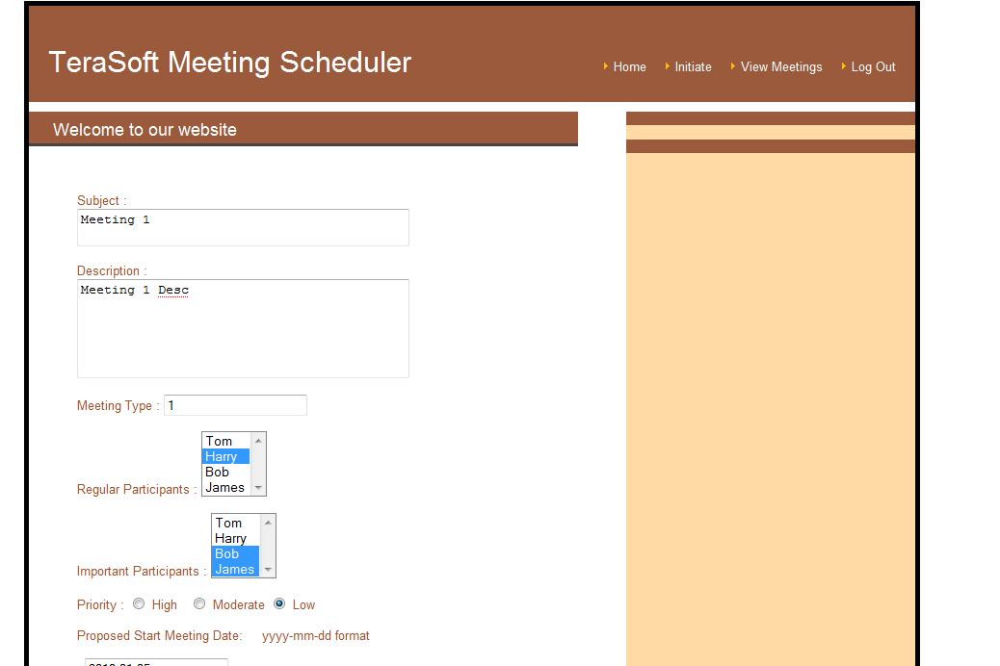 TeraSoft Meeting Scheduler
Home Initiate View Meetings Log Out
Welcome to our website
Subject :
Meeting 1
Description :
Meeting 1 Desc
Meeting Type : 1
Tom
Harry
Bob
James
Regular Participants :
Tom
Harry
Bob
James
Important Participants :
Priority : High Moderate Low
Proposed Start Meeting Date: yyyy-mm-dd format